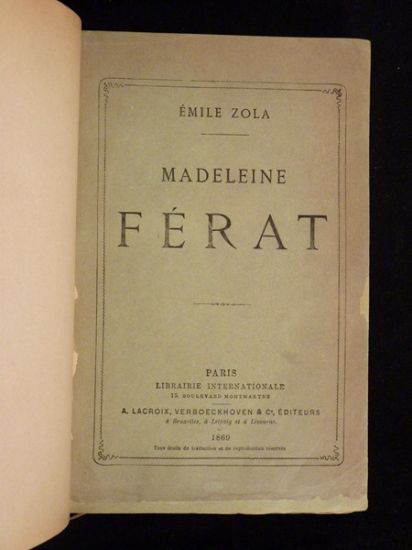 ÉMILE ZOLA
MADELEINE
FÉRAT
PARIS
LIBRAIRIE INTERNATIONALE
15, BOULEVARD MONTMARTRE
A. LACROIX, VERBOECKHOVEN & Cᵉ, ÉDITEURS
à Bruxelles, à Leipzig et à Livourne.
1869
Tous droits de traduction et de reproduction réservés